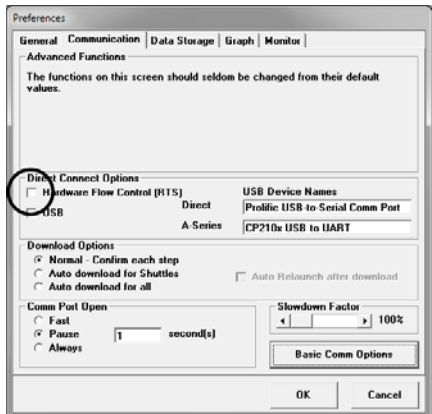 Preferences
General Communication Data Storage Graph Monitor
Advanced Functions
The functions on this screen should seldom be changed from their default
values.
Direct Connect Options
Hardware Flow Control (RTS) USB Device Names
USB Direct Prolific USB-to-Serial Comm Port
A-Series CP210x USB to UART
Download Options
Normal - Confirm each step
Auto download for Shuttles Auto Relaunch after download
Auto download for all
Comm Port Open Slowdown Factor
Fast 100%
Pause 1 second(s)
Always Basic Comm Options
OK Cancel